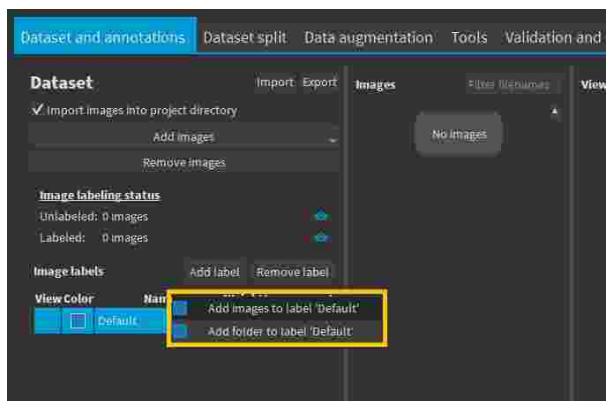 Dataset and annotations Dataset split Data augmentation Tools Validation and
Dataset Import Export
Import images into project directory
Add images
Remove images
Image labeling status
Unlabeled: 0 images
Labeled: 0 images
Image labels Add label Remove label
View Color Nam
Default
Add images to label 'Default'
Add folder to label 'Default'
Images Filter filenames
No images
View